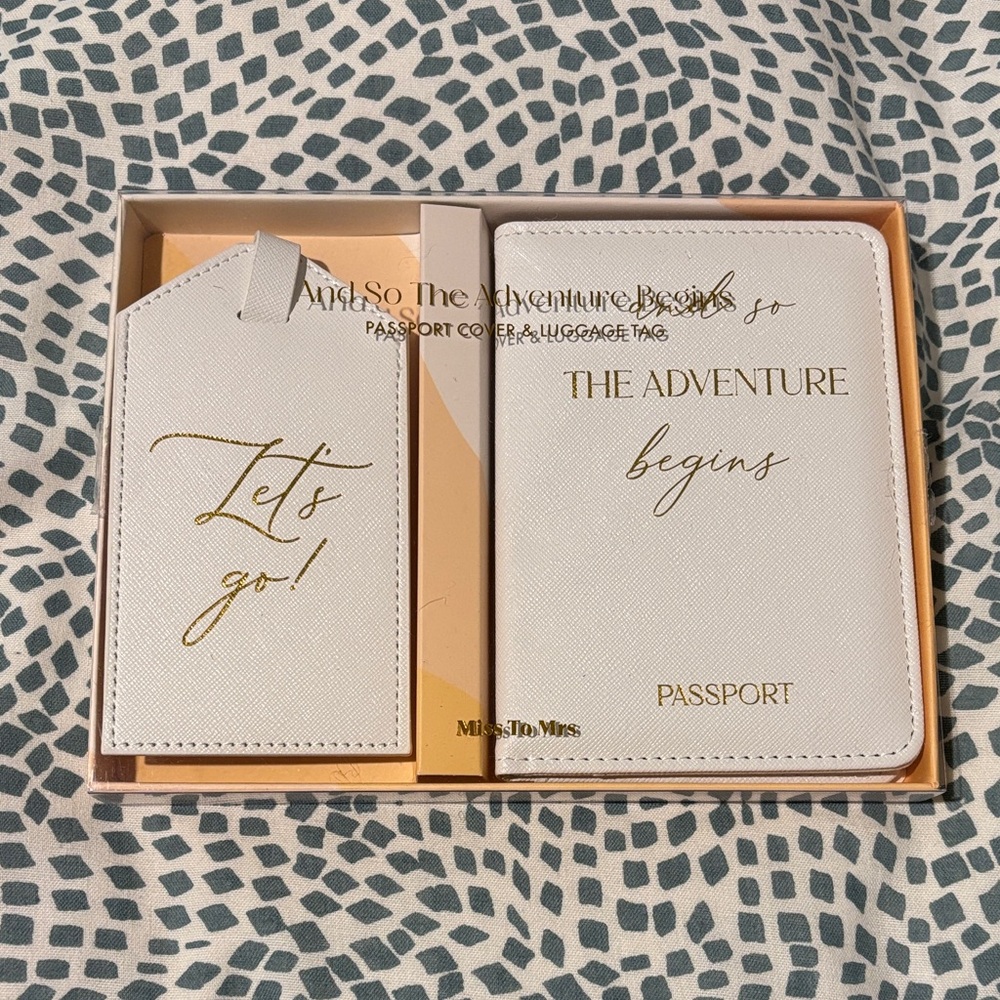 And So The Adventure Begins
PASSPORT COVER & LUGGAGE TAG
Let's
go!
and so
THE ADVENTURE
begins
PASSPORT
Miss To Mrs